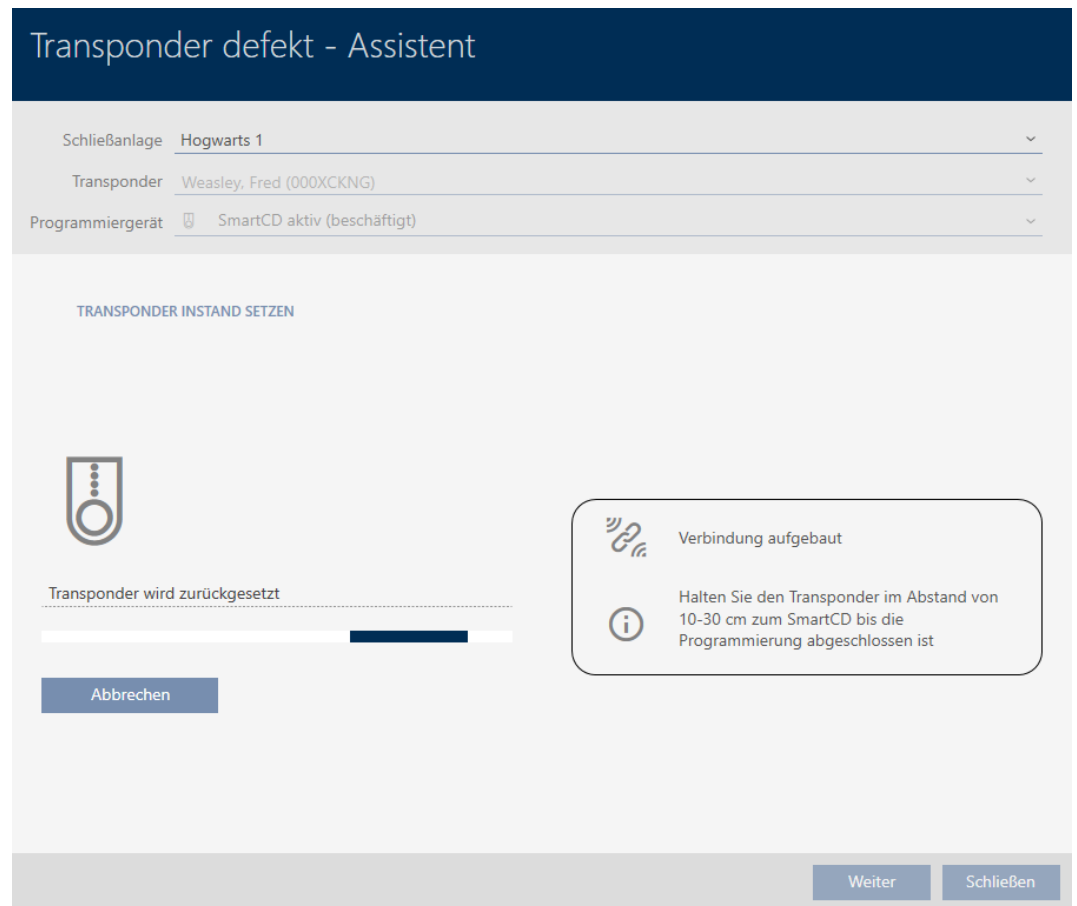 Transponder defekt - Assistent
Schließanlage Hogwarts 1
Transponder Weasley, Fred (000XCKNG)
Programmiergerät SmartCD aktiv (beschäftigt)
TRANSPONDER INSTAND SETZEN
Verbindung aufgebaut
Transponder wird zurückgesetzt
Halten Sie den Transponder im Abstand von
10-30 cm zum SmartCD bis die
Programmierung abgeschlossen ist
Abbrechen
Weiter Schließen